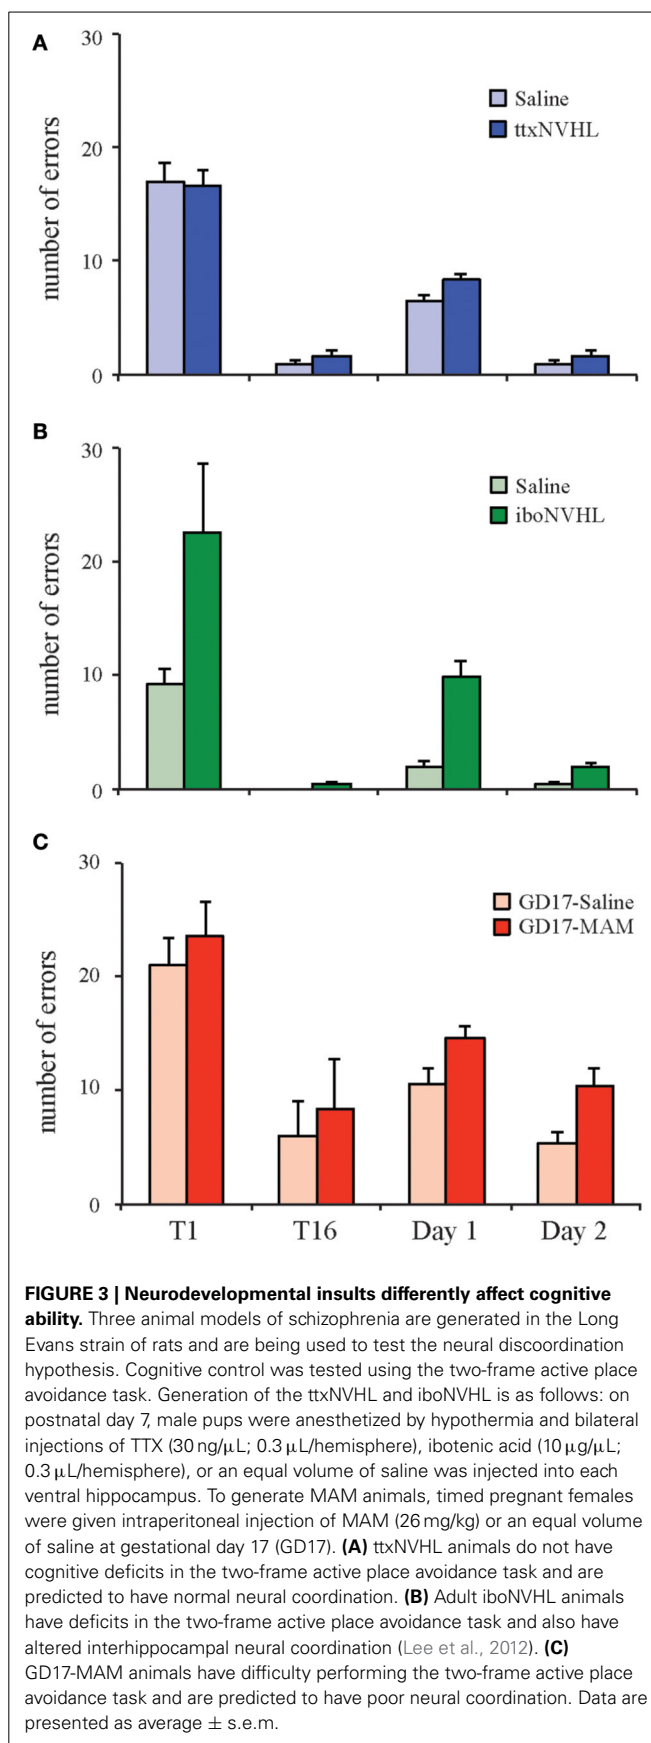 A
30
20
10
0
number of errors
Saline
ttxNVHL
B
30
20
10
0
number of errors
Saline
iboNVHL
C
30
20
10
0
number of errors
GD17-Saline
GD17-MAM
T1 T16 Day 1 Day 2
FIGURE 3 | Neurodevelopmental insults differently affect cognitive
ability. Three animal models of schizophrenia are generated in the Long
Evans strain of rats and are being used to test the neural discoordination
hypothesis. Cognitive control was tested using the two-frame active place
avoidance task. Generation of the ttxNVHL and iboNVHL is as follows: on
postnatal day 7, male pups were anesthetized by hypothermia and bilateral
injections of TTX (30 ng/μL; 0.3 μL/hemisphere), ibotenic acid (10 μg/μL;
0.3 μL/hemisphere), or an equal volume of saline was injected into each
ventral hippocampus. To generate MAM animals, timed pregnant females
were given intraperitoneal injection of MAM (26 mg/kg) or an equal volume
of saline at gestational day 17 (GD17). (A) ttxNVHL animals do not have
cognitive deficits in the two-frame active place avoidance task and are
predicted to have normal neural coordination. (B) Adult iboNVHL animals
have deficits in the two-frame active place avoidance task and also have
altered interhippocampal neural coordination (Lee et al., 2012). (C)
GD17-MAM animals have difficulty performing the two-frame active place
avoidance task and are predicted to have poor neural coordination. Data are
presented as average ± s.e.m.